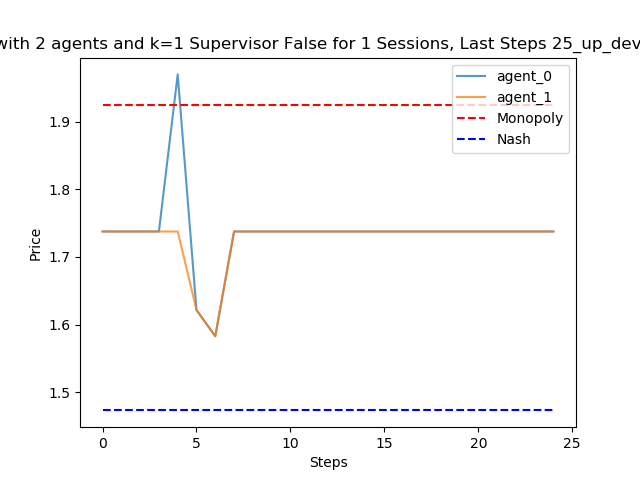 with 2 agents and k=1 Supervisor False for 1 Sessions, Last Steps 25_up_dev
agent_0
agent_1
Monopoly
Nash
1.9
1.8
1.7
1.6
1.5
Price
0 5 10 15 20 25
Steps